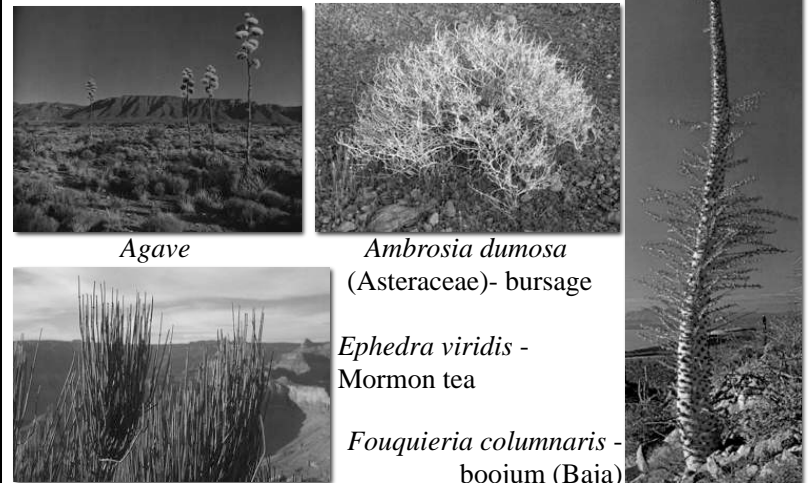 Agave
Ambrosia dumosa
(Asteraceae)- bursage
Ephedra viridis -
Mormon tea
Fouquieria columnaris -
boojum (Baja)